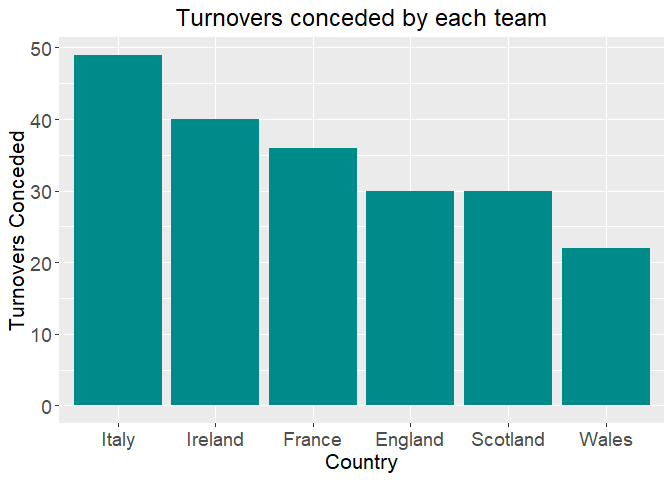 Turnovers conceded by each team
Turnovers Conceded
50
40
30
20
10
0
Italy Ireland France England Scotland Wales
Country